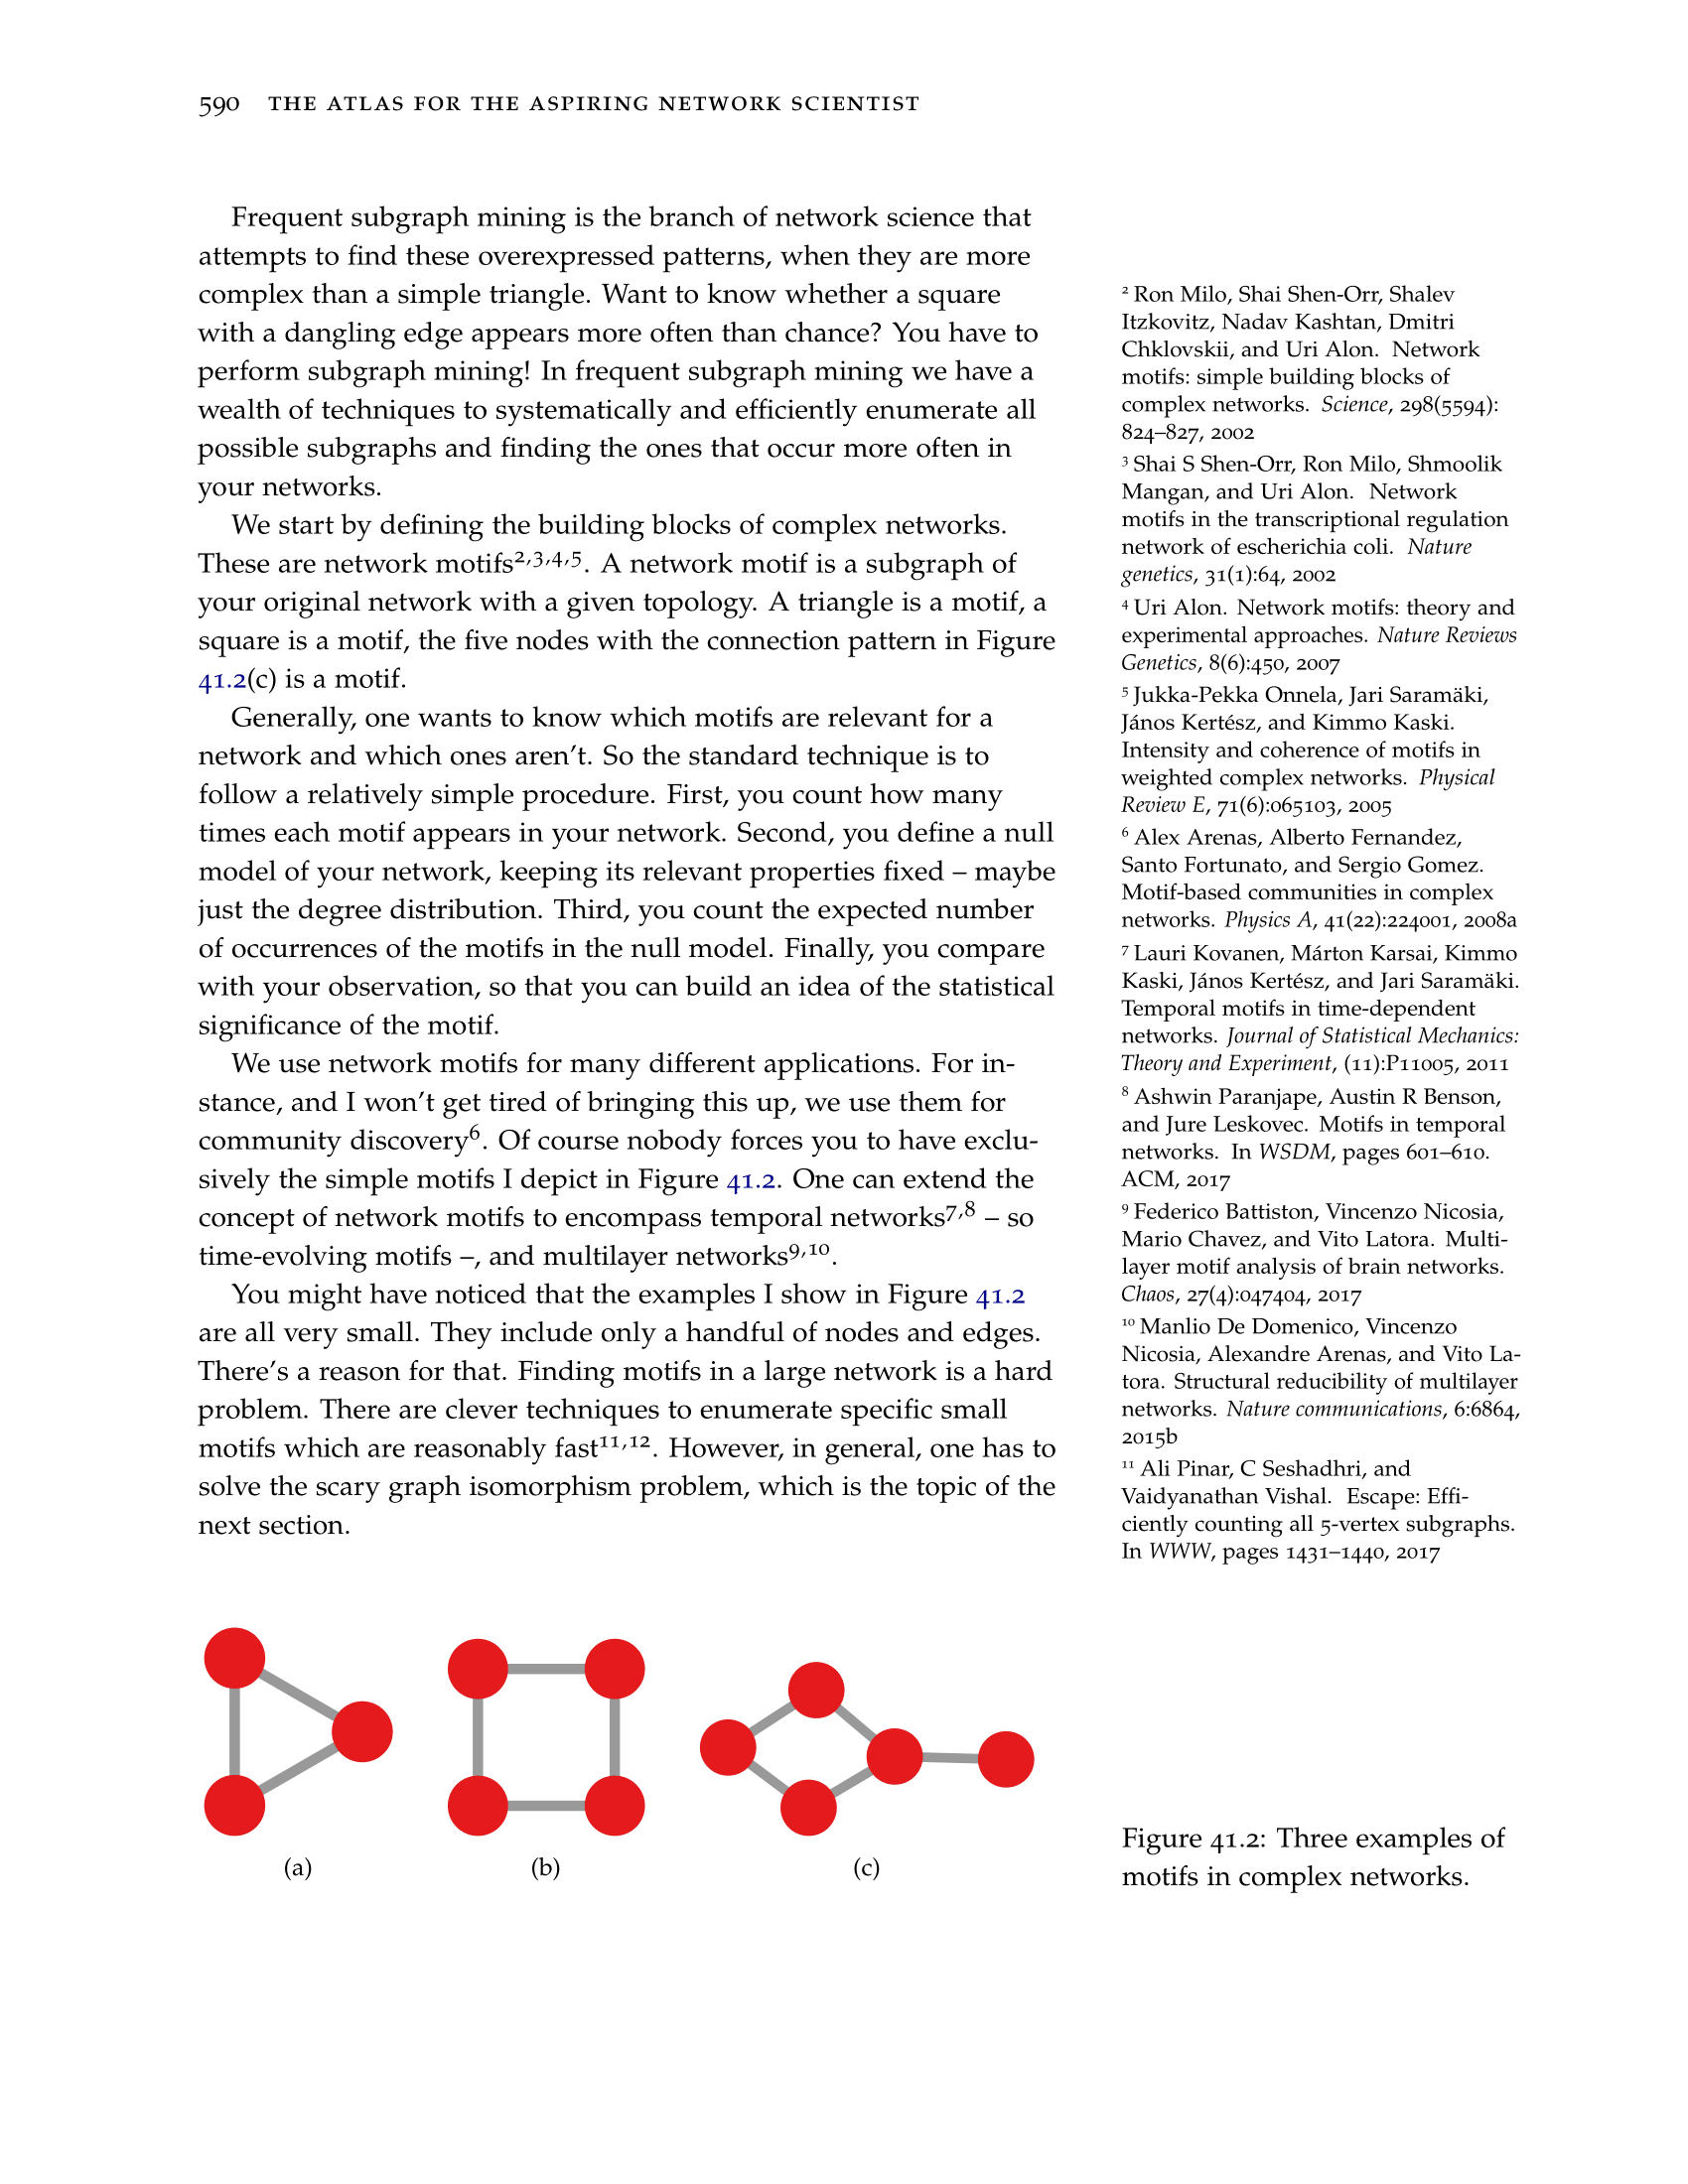 590 THE ATLAS FOR THE ASPIRING NETWORK SCIENTIST
Frequent subgraph mining is the branch of network science that
attempts to find these overexpressed patterns, when they are more
complex than a simple triangle. Want to know whether a square
with a dangling edge appears more often than chance? You have to
perform subgraph mining! In frequent subgraph mining we have a
wealth of techniques to systematically and efficiently enumerate all
possible subgraphs and finding the ones that occur more often in
your networks.
We start by defining the building blocks of complex networks.
These are network motifs2,3,4,5. A network motif is a subgraph of
your original network with a given topology. A triangle is a motif, a
square is a motif, the five nodes with the connection pattern in Figure
41.2(c) is a motif.
Generally, one wants to know which motifs are relevant for a
network and which ones aren't. So the standard technique is to
follow a relatively simple procedure. First, you count how many
times each motif appears in your network. Second, you define a null
model of your network, keeping its relevant properties fixed – maybe
just the degree distribution. Third, you count the expected number
of occurrences of the motifs in the null model. Finally, you compare
with your observation, so that you can build an idea of the statistical
significance of the motif.
We use network motifs for many different applications. For in-
stance, and I won't get tired of bringing this up, we use them for
community discovery6. Of course nobody forces you to have exclu-
sively the simple motifs I depict in Figure 41.2. One can extend the
concept of network motifs to encompass temporal networks7,8 – so
time-evolving motifs –, and multilayer networks9,10.
You might have noticed that the examples I show in Figure 41.2
are all very small. They include only a handful of nodes and edges.
There's a reason for that. Finding motifs in a large network is a hard
problem. There are clever techniques to enumerate specific small
motifs which are reasonably fast11,12. However, in general, one has to
solve the scary graph isomorphism problem, which is the topic of the
next section.
2 Ron Milo, Shai Shen-Orr, Shalev
Itzkovitz, Nadav Kashtan, Dmitri
Chklovskii, and Uri Alon. Network
motifs: simple building blocks of
complex networks. Science, 298(5594):
824–827, 2002
3 Shai S Shen-Orr, Ron Milo, Shmoolik
Mangan, and Uri Alon. Network
motifs in the transcriptional regulation
network of escherichia coli. Nature
genetics, 31(1):64, 2002
4 Uri Alon. Network motifs: theory and
experimental approaches. Nature Reviews
Genetics, 8(6):450, 2007
5 Jukka-Pekka Onnela, Jari Saramäki,
János Kertész, and Kimmo Kaski.
Intensity and coherence of motifs in
weighted complex networks. Physical
Review E, 71(6):065103, 2005
6 Alex Arenas, Alberto Fernandez,
Santo Fortunato, and Sergio Gomez.
Motif-based communities in complex
networks. Physics A, 41(22):224001, 2008a
7 Lauri Kovanen, Márton Karsai, Kimmo
Kaski, János Kertész, and Jari Saramäki.
Temporal motifs in time-dependent
networks. Journal of Statistical Mechanics:
Theory and Experiment, (11):P11005, 2011
8 Ashwin Paranjape, Austin R Benson,
and Jure Leskovec. Motifs in temporal
networks. In WSDM, pages 601–610.
ACM, 2017
9 Federico Battiston, Vincenzo Nicosia,
Mario Chavez, and Vito Latora. Multi-
layer motif analysis of brain networks.
Chaos, 27(4):047404, 2017
10 Manlio De Domenico, Vincenzo
Nicosia, Alexandre Arenas, and Vito La-
tora. Structural reducibility of multilayer
networks. Nature communications, 6:6864,
2015b
11 Ali Pinar, C Seshadhri, and
Vaidyanathan Vishal. Escape: Effi-
ciently counting all 5-vertex subgraphs.
In WWW, pages 1431–1440, 2017
(a) (b) (c)
Figure 41.2: Three examples of
motifs in complex networks.